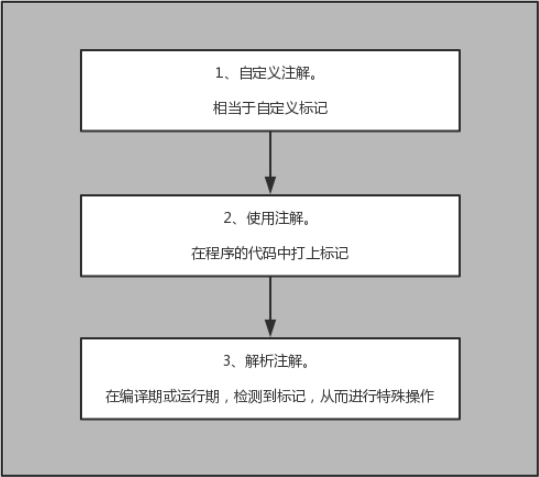 1、自定义注解。
相当于自定义标记
2、使用注解。
在程序的代码中打上标记
3、解析注解。
在编译期或运行期，检测到标记，从而进行特殊操作